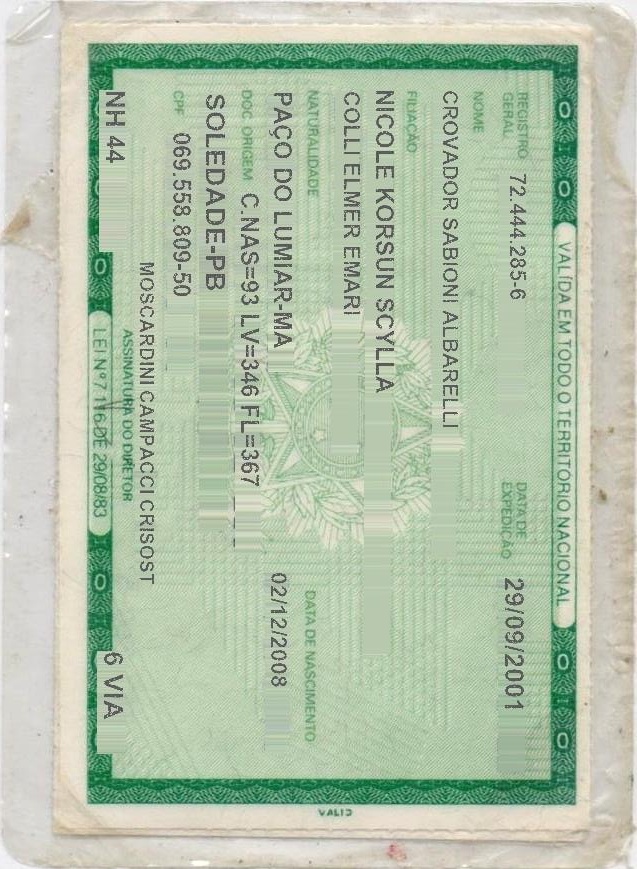 VALIDA EM TODO O TERRITÓRIO NACIONAL
REGISTRO GERAL 72.444.285-6 DATA DE EXPEDIÇÃO 29/09/2001
NOME
CROVADOR SABIONI ALBARELLI
FILIAÇÃO
NICOLE KORSUN SCYLLA
COLLI ELMER EMARI
NATURALIDADE DATA DE NASCIMENTO
PAÇO DO LUMIAR-MA 02/12/2008
DOC ORIGEM C.NAS=93 LV=346 FL=367
SOLEDADE-PB
CPF 069.558.809-50
MOSCARDINI CAMPACCI CRISOST
NH 44 ASSINATURA DO DIRETOR 6 VIA
LEI Nº 7.116 DE 29/08/83
VALID